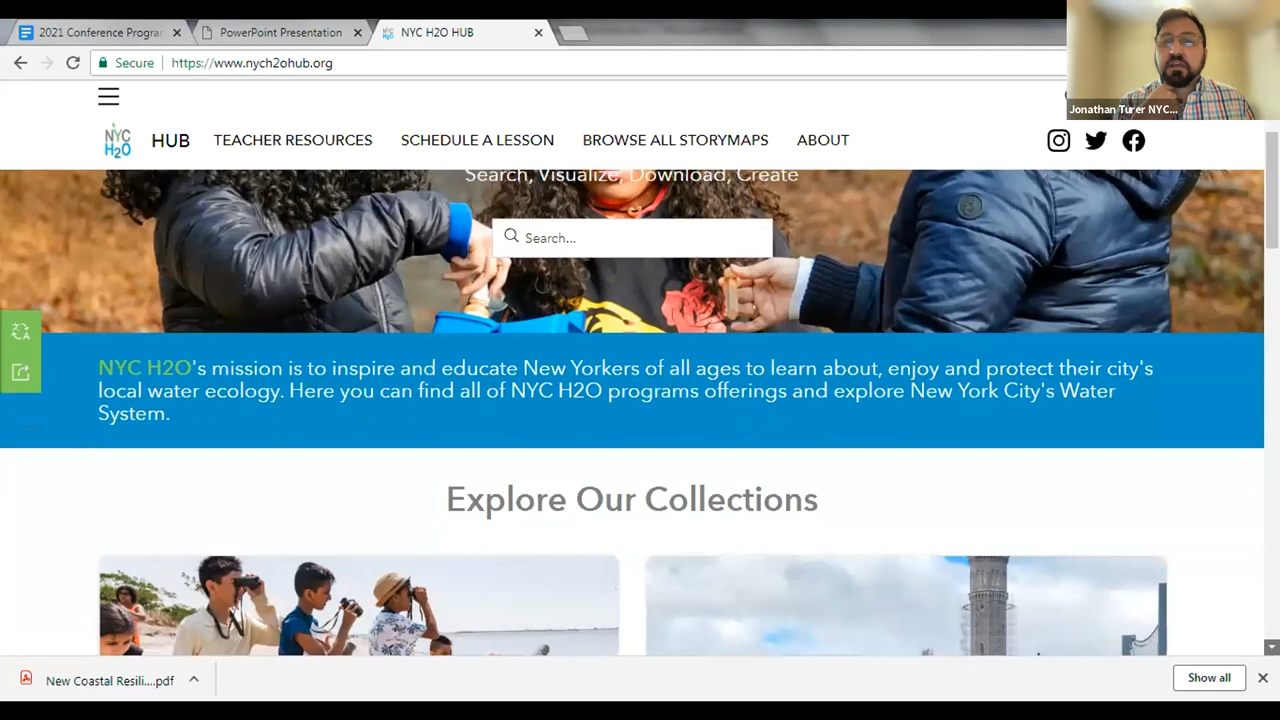 2021 Conference Progra
PowerPoint Presentation
NYC H2O HUB
Secure
https://www.nych2ohub.org
Jonathan Turer NYC...
NYC
H2O
HUB
TEACHER RESOURCES
SCHEDULE A LESSON
BROWSE ALL STORYMAPS
ABOUT
Search, Visualize, Download, Create
Search...
NYC H2O's mission is to inspire and educate New Yorkers of all ages to learn about, enjoy and protect their city's
local water ecology. Here you can find all of NYC H2O programs offerings and explore New York City's Water
System.
Explore Our Collections
New Coastal Resili....pdf
Show all